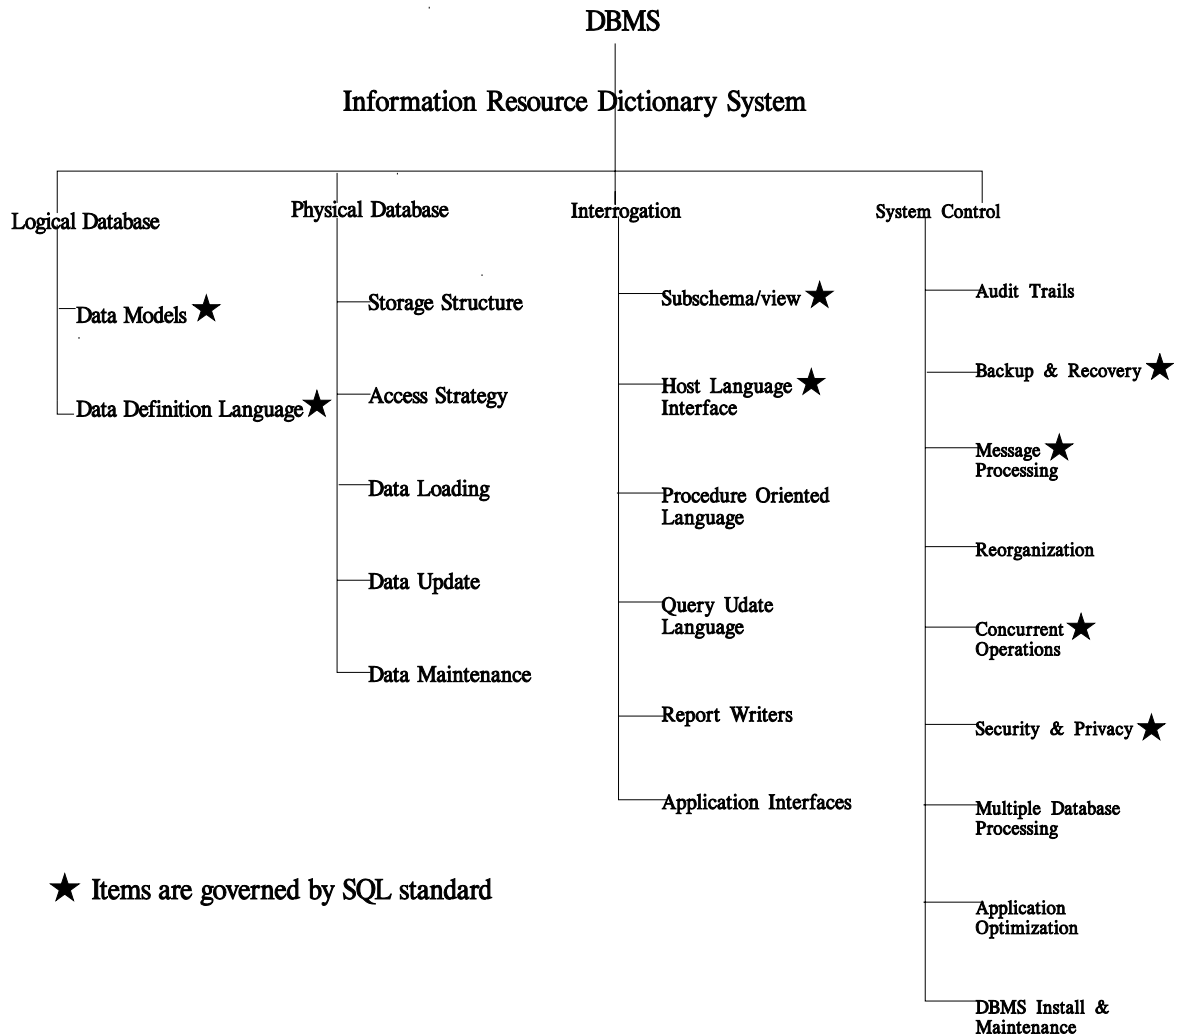 DBMS
Information Resource Dictionary System
Logical Database
Data Models
Data Definition Language
Physical Database
Storage Structure
Access Strategy
Data Loading
Data Update
Data Maintenance
Interrogation
Subschema/view
Host Language
Interface
Procedure Oriented
Language
Query Udate
Language
Report Writers
Application Interfaces
System Control
Audit Trails
Backup & Recovery
Message
Processing
Reorganization
Concurrent
Operations
Security & Privacy
Multiple Database
Processing
Application
Optimization
DBMS Install &
Maintenance
Items are governed by SQL standard